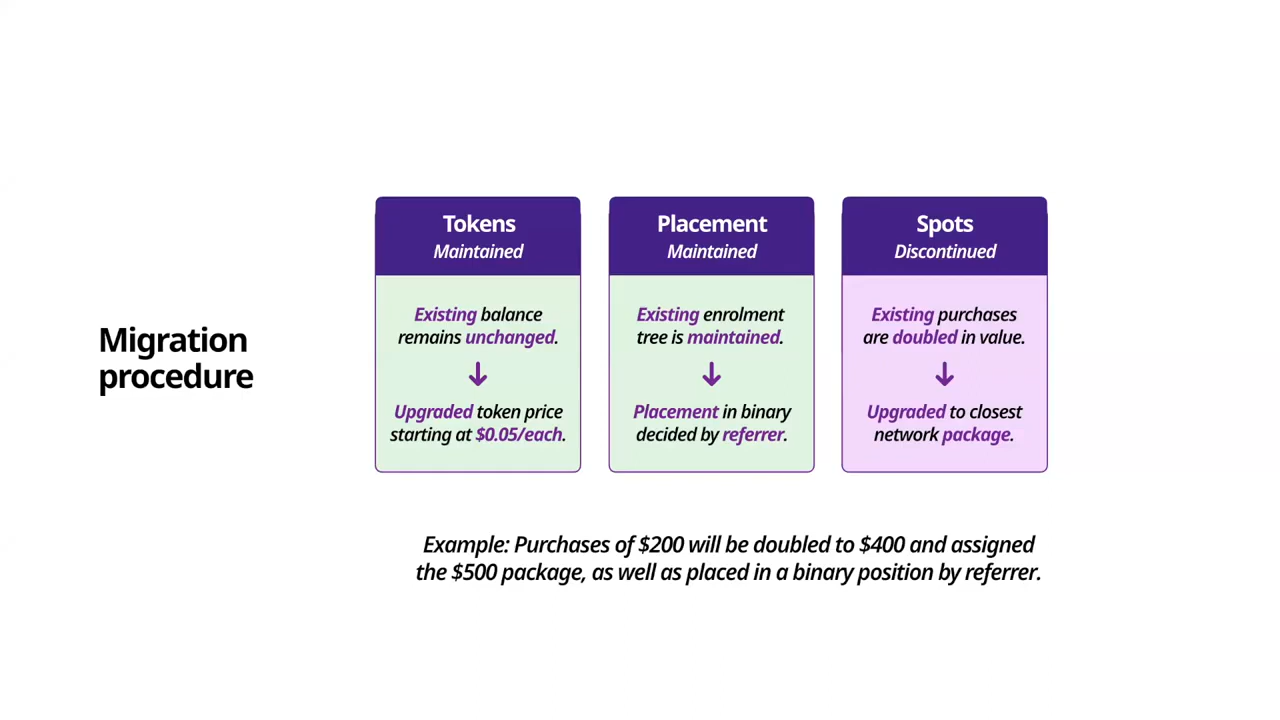 Migration
procedure
Tokens
Maintained
Existing balance
remains unchanged.
Upgraded token price
starting at $0.05/each.
Placement
Maintained
Existing enrolment
tree is maintained.
Placement in binary
decided by referrer.
Spots
Discontinued
Existing purchases
are doubled in value.
Upgraded to closest
network package.
Example: Purchases of $200 will be doubled to $400 and assigned
the $500 package, as well as placed in a binary position by referrer.